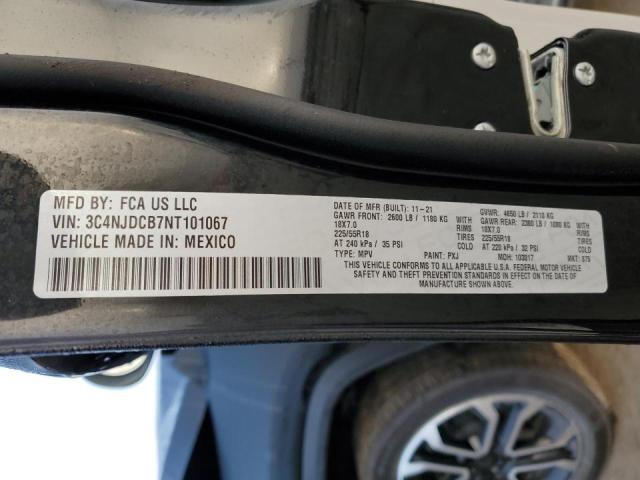 MFD BY: FCA US LLC
VIN: 3C4NJDCB7NT101067
VEHICLE MADE IN: MEXICO
DATE OF MFR (BUILT): 11-21 GVWR: 4650 LB / 2110 KG
GAWR FRONT: 2600 LB / 1180 KG WITH GAWR REAR: 2380 LB / 1080 KG WITH
18X7.0 RIMS 18X7.0 RIMS
225/55R18 TIRES 225/55R18 TIRES
AT 240 kPa / 35 PSI COLD AT 220 kPa / 32 PSI COLD
TYPE: MPV PAINT: PXJ MDH: 103017 MKT: 575
THIS VEHICLE CONFORMS TO ALL APPLICABLE U.S.A. FEDERAL MOTOR VEHICLE
SAFETY AND THEFT PREVENTION STANDARDS IN EFFECT ON THE DATE OF
MANUFACTURE SHOWN ABOVE.